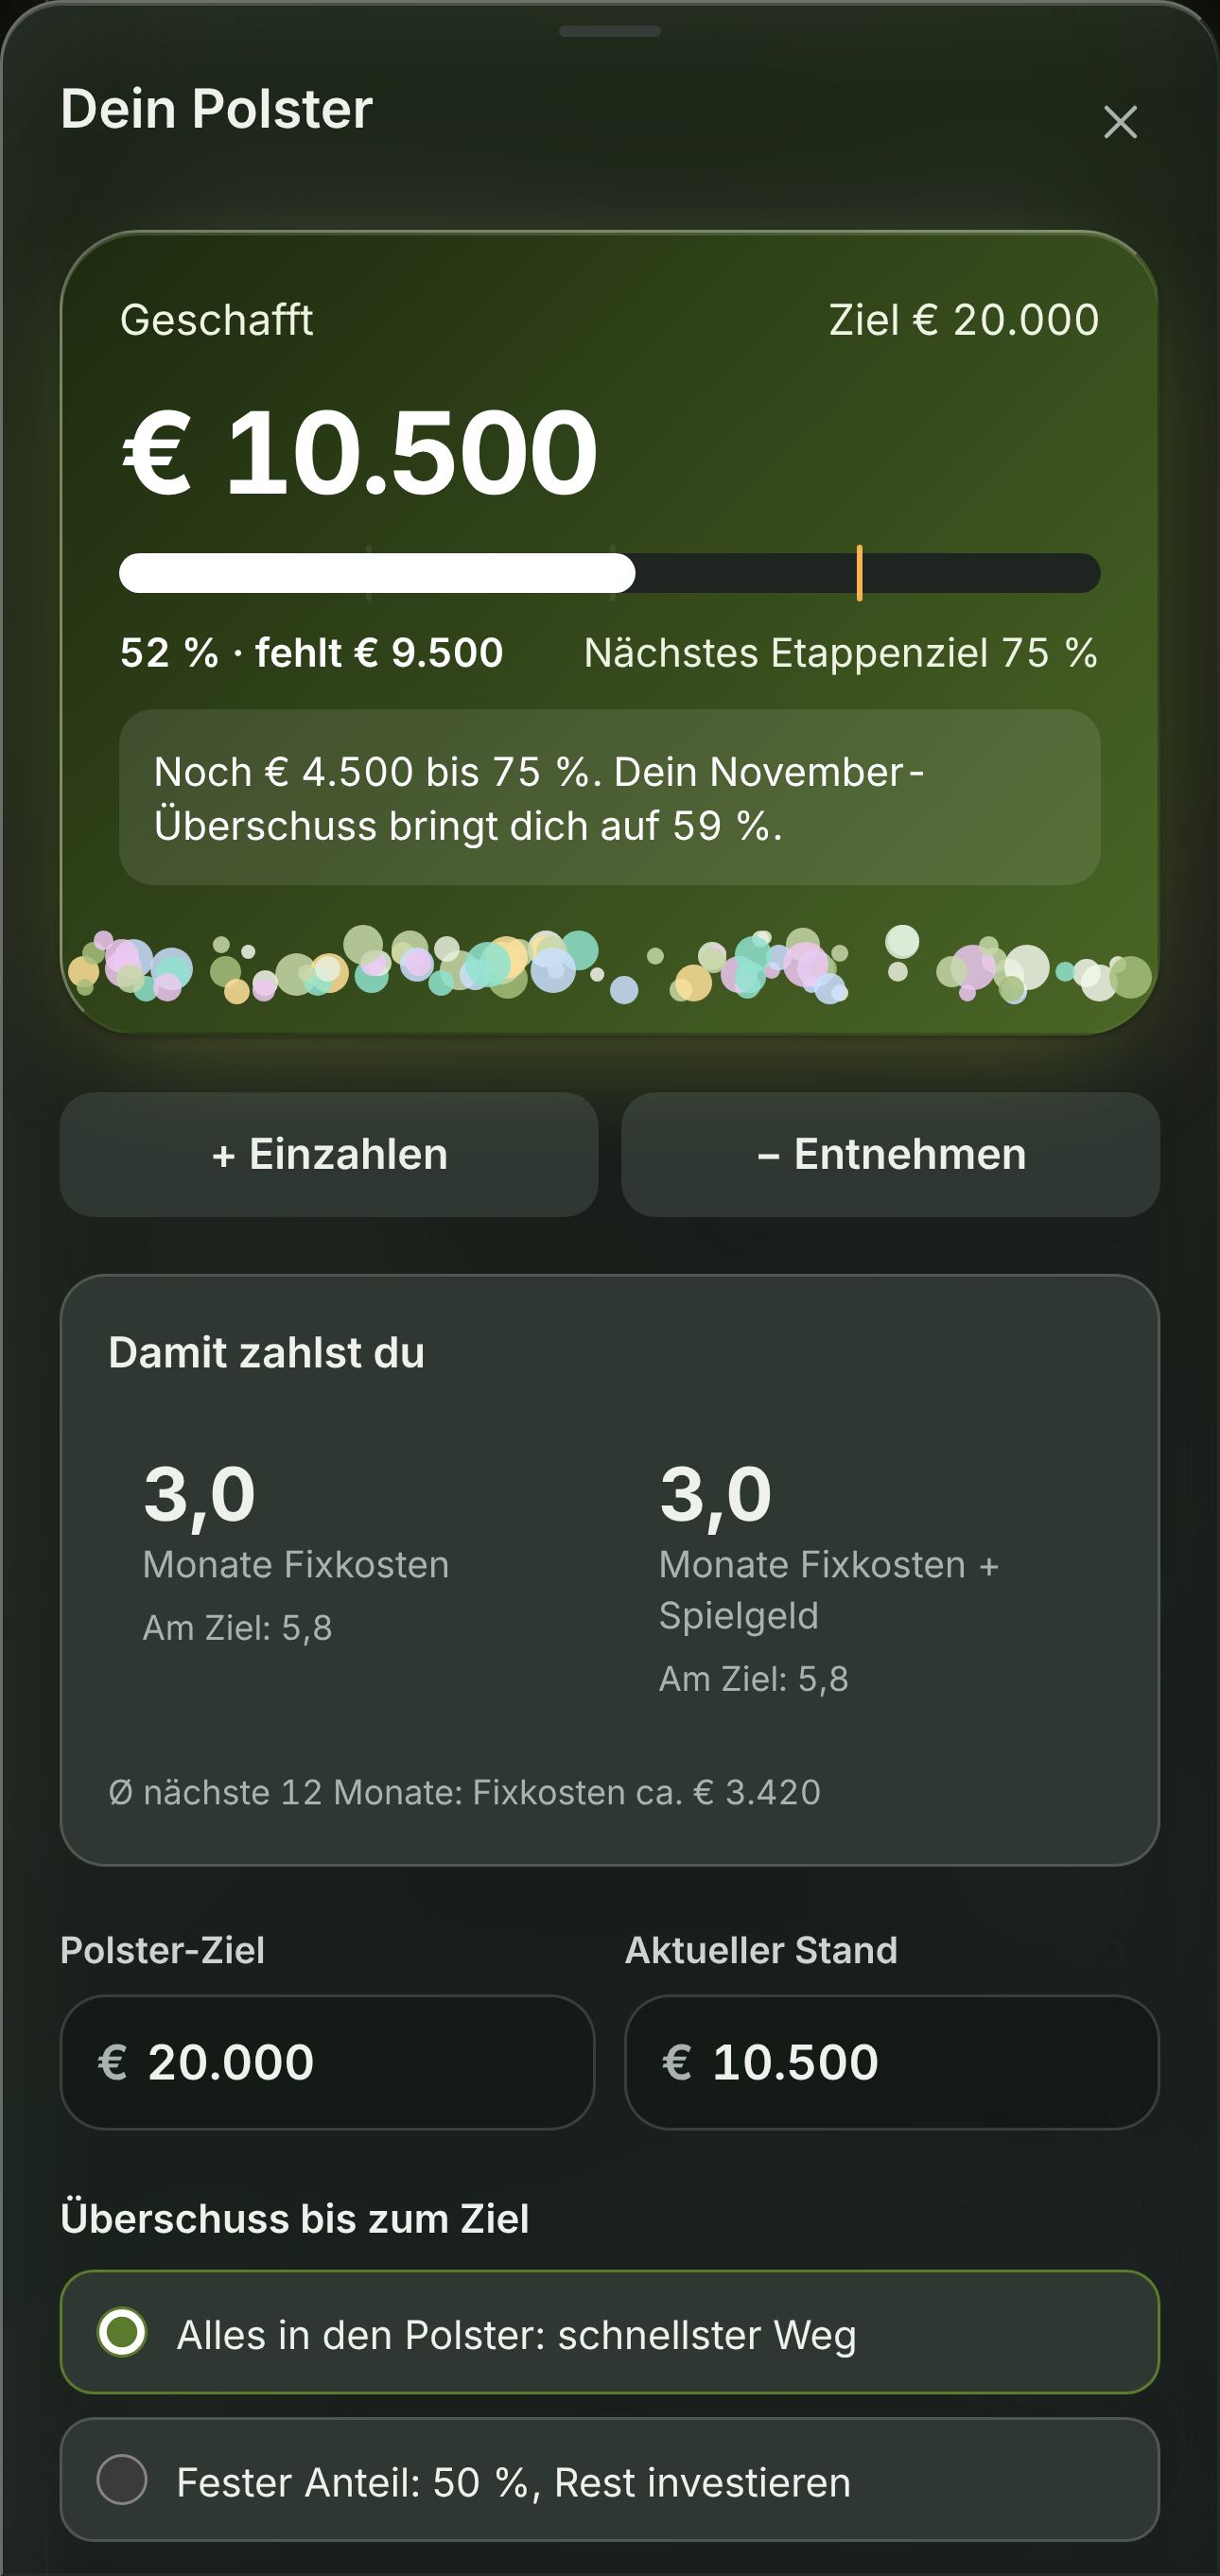 Dein Polster
Geschafft
Ziel € 20.000
€ 10.500
52 % · fehlt € 9.500
Nächstes Etappenziel 75 %
Noch € 4.500 bis 75 %. Dein November-
Überschuss bringt dich auf 59 %.
+ Einzahlen
– Entnehmen
Damit zahlst du
3,0
Monate Fixkosten
Am Ziel: 5,8
3,0
Monate Fixkosten +
Spielgeld
Am Ziel: 5,8
Ø nächste 12 Monate: Fixkosten ca. € 3.420
Polster-Ziel
€ 20.000
Aktueller Stand
€ 10.500
Überschuss bis zum Ziel
Alles in den Polster: schnellster Weg
Fester Anteil: 50 %, Rest investieren